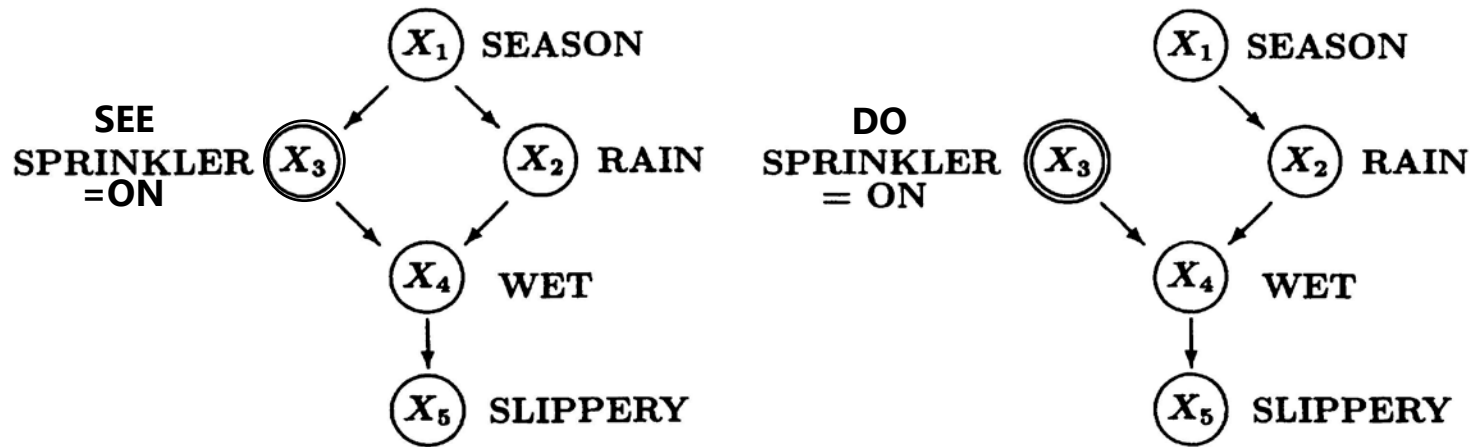 X1 SEASON
SEE
SPRINKLER X3
=ON
X2 RAIN
X4 WET
X5 SLIPPERY
X1 SEASON
DO
SPRINKLER X3
= ON
X2 RAIN
X4 WET
X5 SLIPPERY